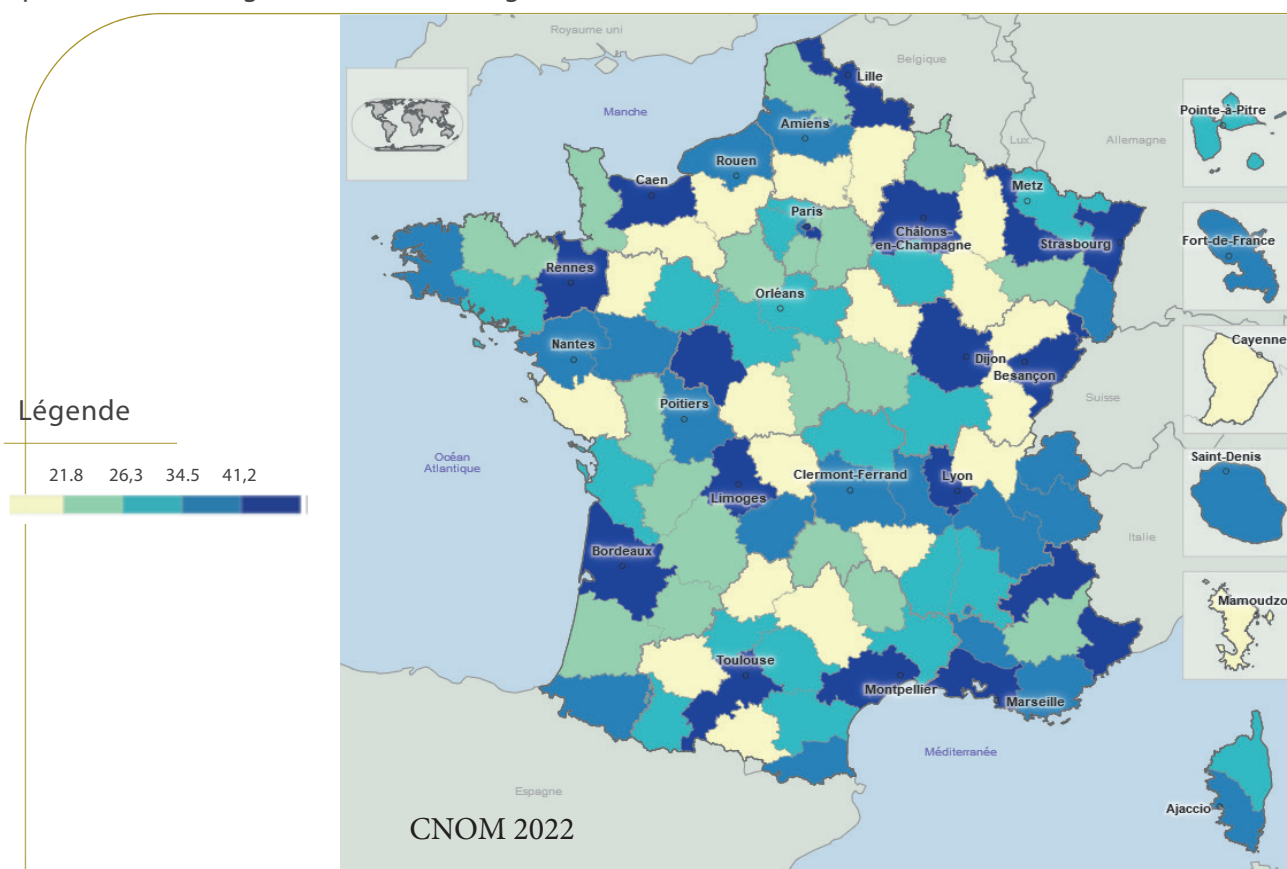 Royaume uni
Belgique
Lille
Manche
Pointe-à-Pitre
Amiens
Lux.
Allemagne
Rouen
Caen
Metz
Paris
Châlons-
en-Champagne
Strasbourg
Fort-de-France
Rennes
Orléans
Nantes
Dijon
Besançon
Cayenne
Légende
Poitiers
Suisse
Océan
Atlantique
Saint-Denis
21.8 26,3 34.5 41,2
Clermont-Ferrand
Lyon
Limoges
Italie
Bordeaux
Mamoudzo
Toulouse
Montpellier
Marseille
Méditerranée
Espagne
Ajaccio
CNOM 2022